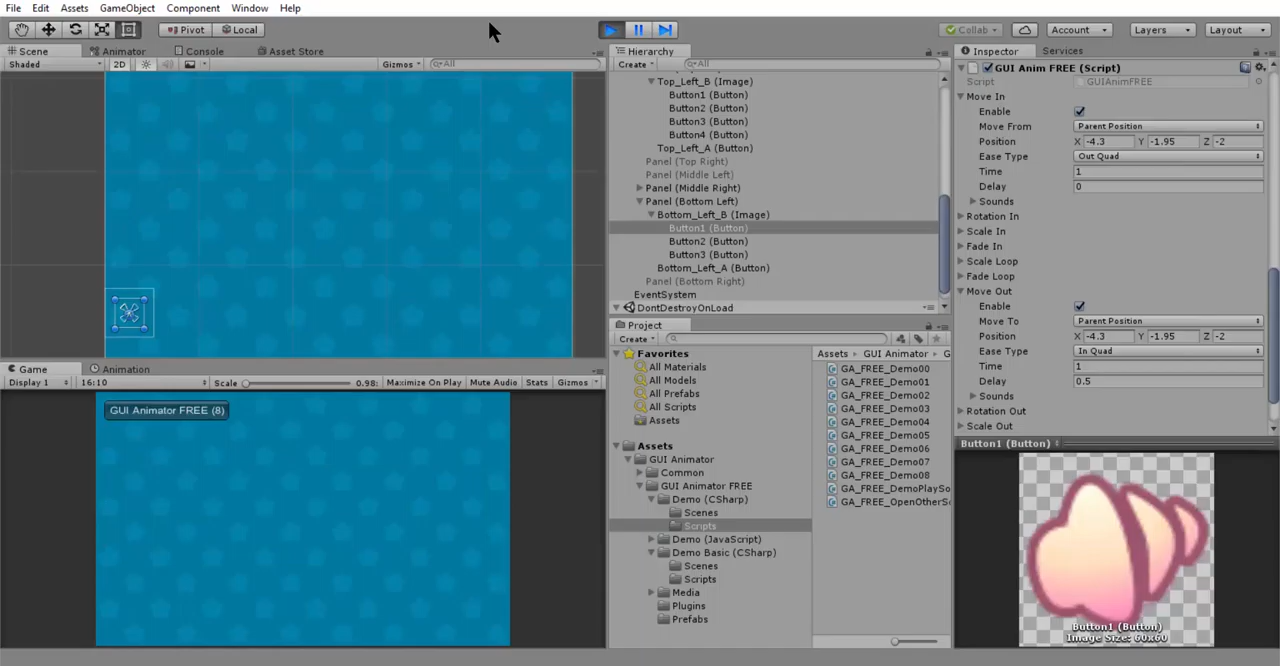 File Edit Assets GameObject Component Window Help
Pivot Local Collab Account Layers Layout
Scene Animator Console Asset Store
Shaded 2D Gizmos All
Game Animation
Display 1 16:10 Scale 0.98: Maximize On Play Mute Audio Stats Gizmos
GUI Animator FREE (8)
Hierarchy
Create All
Top_Left_B (Image)
Button1 (Button)
Button2 (Button)
Button3 (Button)
Button4 (Button)
Top_Left_A (Button)
Panel (Top Right)
Panel (Middle Left)
Panel (Middle Right)
Panel (Bottom Left)
Bottom_Left_B (Image)
Button1 (Button)
Button2 (Button)
Button3 (Button)
Bottom_Left_A (Button)
Panel (Bottom Right)
EventSystem
DontDestroyOnLoad
Project
Create
Favorites
All Materials
All Models
All Prefabs
All Scripts
Assets
Assets
GUI Animator
Common
GUI Animator FREE
Demo (CSharp)
Scenes
Scripts
Demo (JavaScript)
Demo Basic (CSharp)
Scenes
Scripts
Media
Plugins
Prefabs
Assets GUI Animator G
GA_FREE_Demo00
GA_FREE_Demo01
GA_FREE_Demo02
GA_FREE_Demo03
GA_FREE_Demo04
GA_FREE_Demo05
GA_FREE_Demo06
GA_FREE_Demo07
GA_FREE_Demo08
GA_FREE_DemoPlaySo
GA_FREE_OpenOtherSc
Inspector Services
GUI Anim FREE (Script)
Script GUIAnimFREE
Move In
Enable
Move From Parent Position
Position X -4.3 Y -1.95 Z -2
Ease Type Out Quad
Time 1
Delay 0
Sounds
Rotation In
Scale In
Fade In
Scale Loop
Fade Loop
Move Out
Enable
Move To Parent Position
Position X -4.3 Y -1.95 Z -2
Ease Type In Quad
Time 1
Delay 0.5
Sounds
Rotation Out
Scale Out
Button1 (Button)
Button1 (Button)
Image Size: 60x60